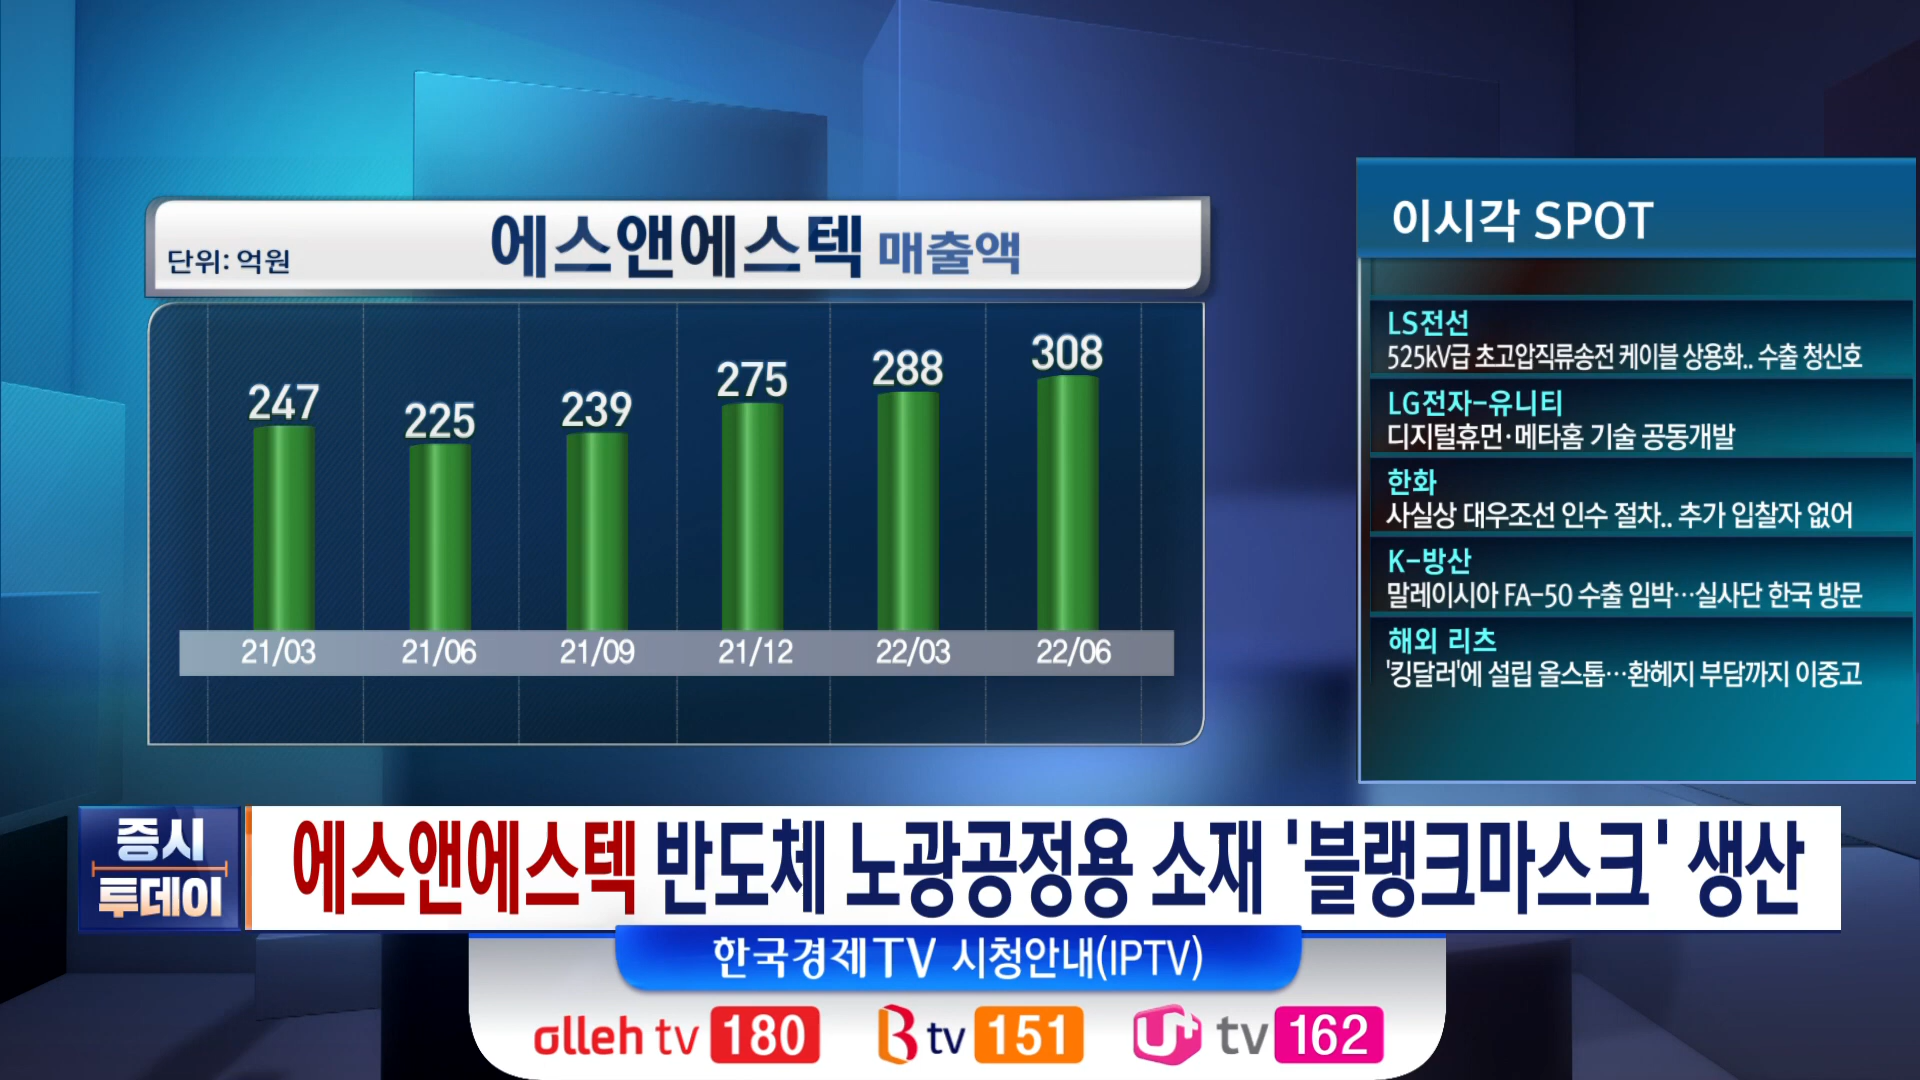 단위: 억원
에스앤에스텍 매출액
247
225
239
275
288
308
21/03
21/06
21/09
21/12
22/03
22/06
이시각 SPOT
LS전선
525kV급 초고압직류송전 케이블 상용화.. 수출 청신호
LG전자-유니티
디지털휴먼·메타홈 기술 공동개발
한화
사실상 대우조선 인수 절차.. 추가 입찰자 없어
K-방산
말레이시아 FA-50 수출 임박…실사단 한국 방문
해외 리츠
'킹달러'에 설립 올스톱…환헤지 부담까지 이중고
증시
투데이
에스앤에스텍 반도체 노광공정용 소재 '블랭크마스크' 생산
한국경제TV 시청안내(IPTV)
olleh tv 180
B tv 151
U+ tv 162